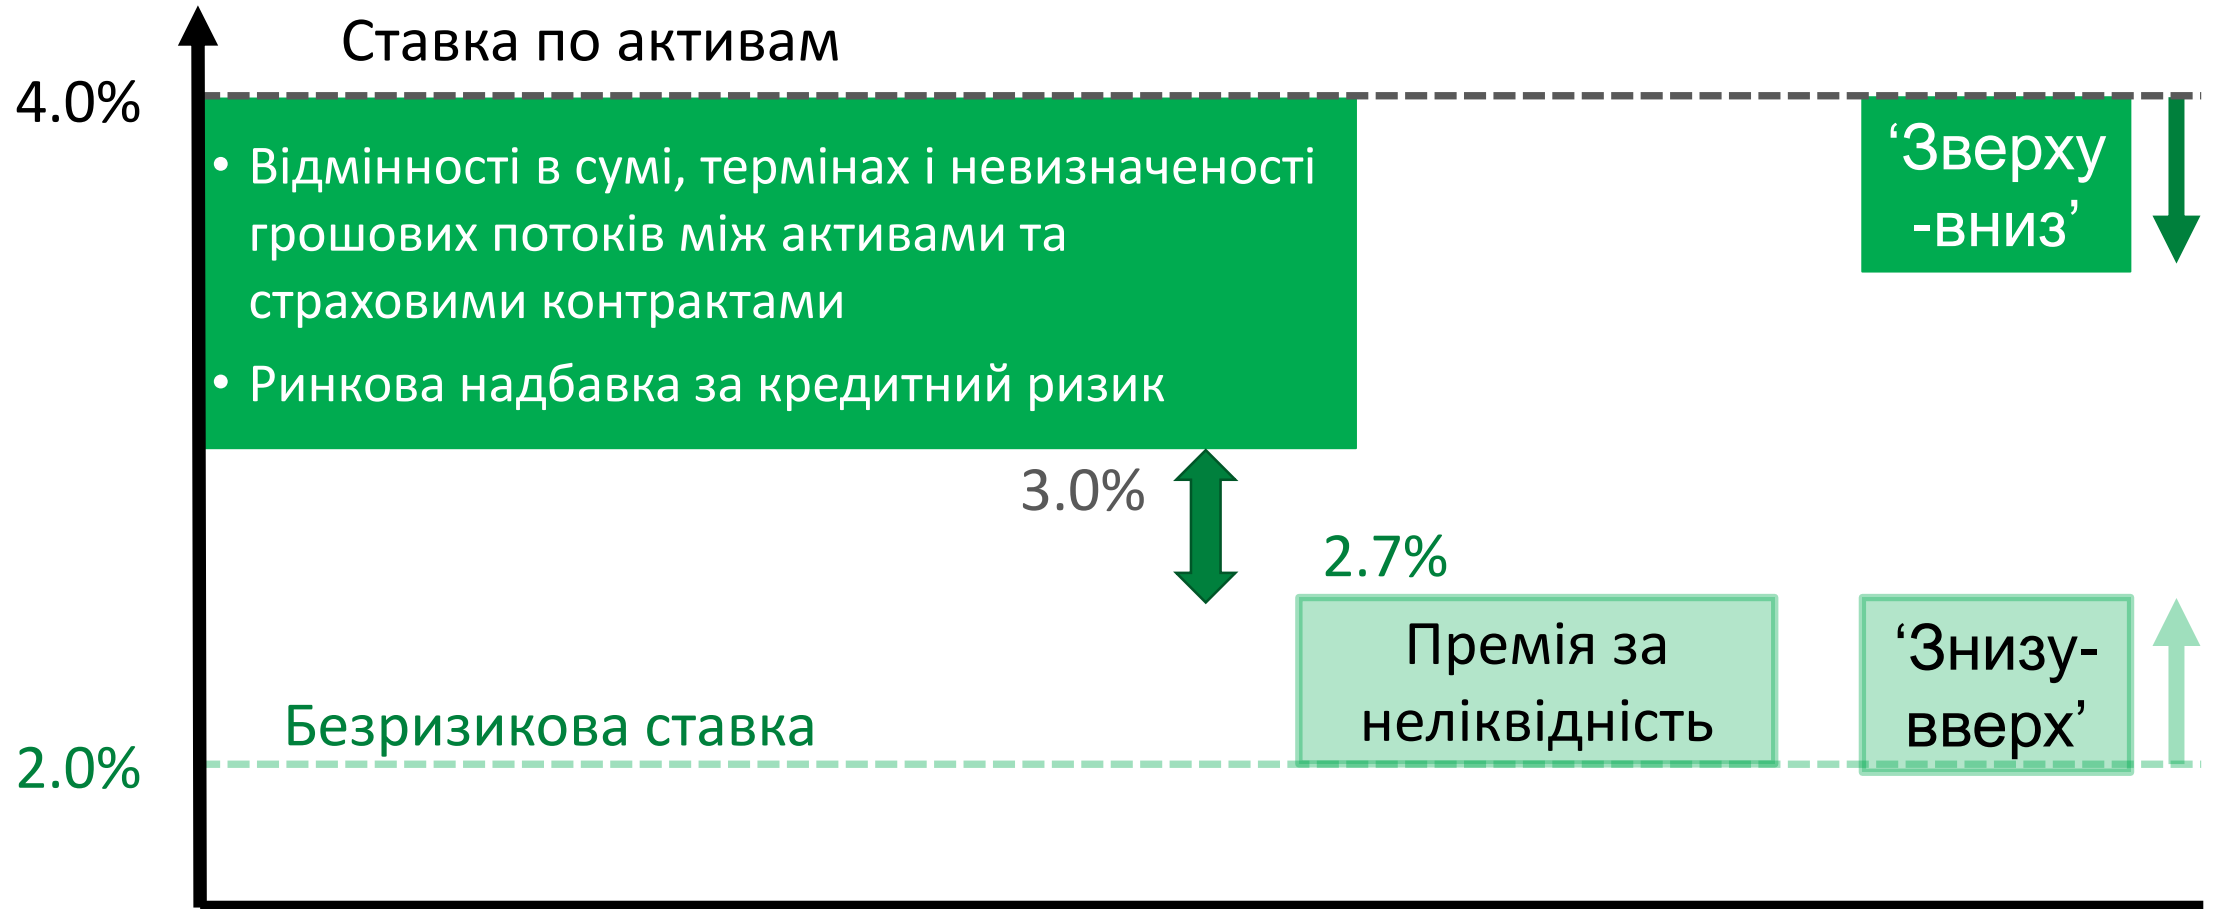 Ставка по активам
4.0%
• Відмінності в сумі, термінах і невизначеності
грошових потоків між активами та
страховими контрактами
• Ринкова надбавка за кредитний ризик
‘Зверху
-вниз’
3.0%
2.7%
Премія за
неліквідність
‘Знизу-
вверх’
Безризикова ставка
2.0%